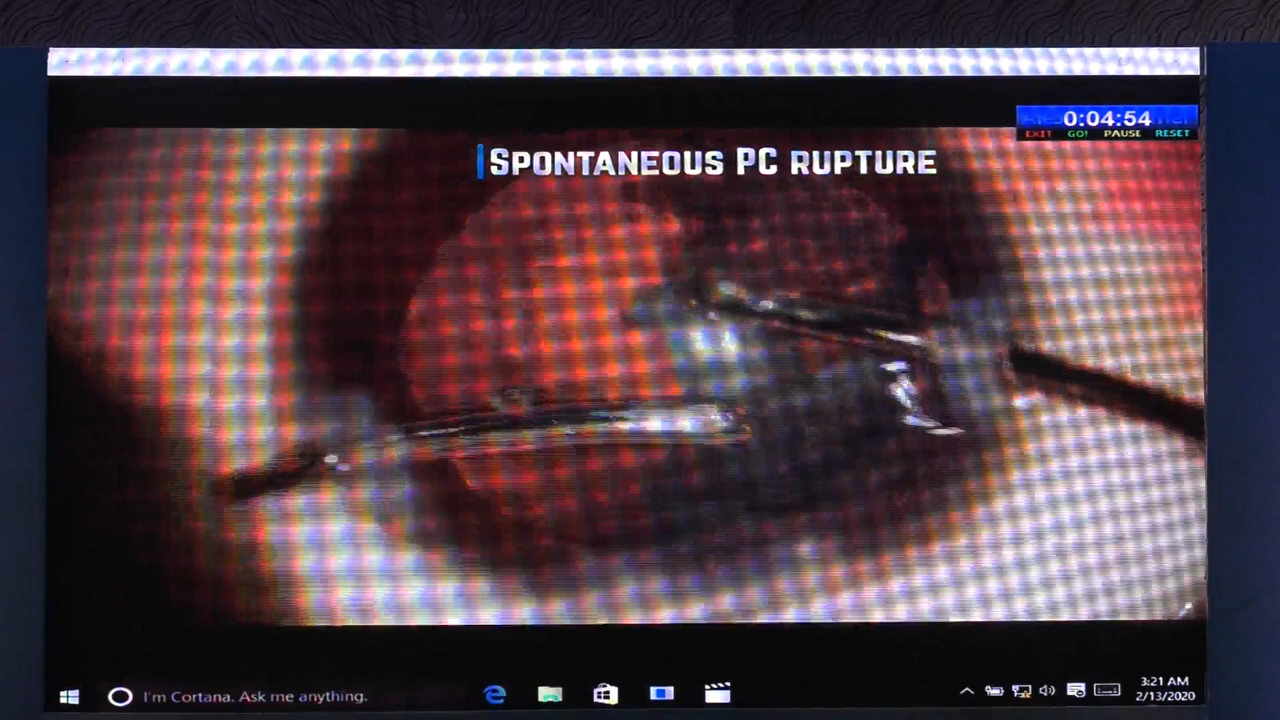 0:04:54
EXIT GO! PAUSE RESET
SPONTANEOUS PC RUPTURE
I'm Cortana. Ask me anything.
3:21 AM
2/13/2020